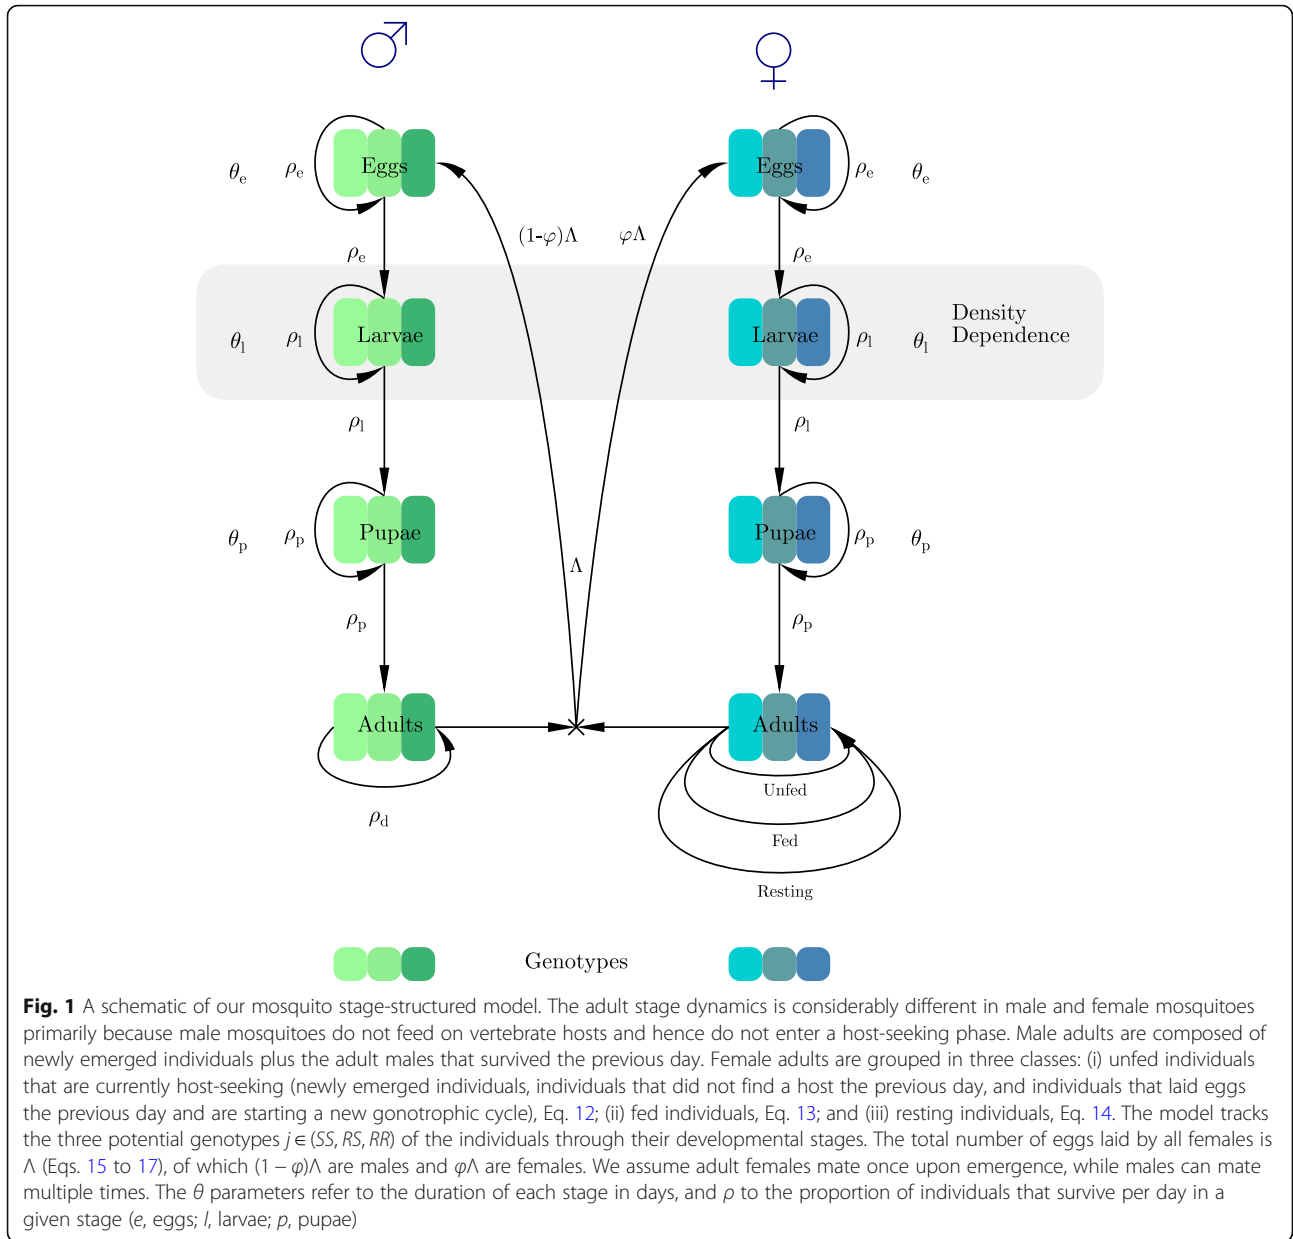 Eggs
Eggs
θe
ρe
ρe
θe
(1-φ)Λ
φΛ
ρe
ρe
Density
Dependence
Larvae
Larvae
θl
ρl
ρl
θl
ρl
ρl
Pupae
Pupae
θp
ρp
ρp
θp
Λ
ρp
ρp
Adults
Adults
Unfed
ρd
Fed
Resting
Genotypes
Fig. 1 A schematic of our mosquito stage-structured model. The adult stage dynamics is considerably different in male and female mosquitoes
primarily because male mosquitoes do not feed on vertebrate hosts and hence do not enter a host-seeking phase. Male adults are composed of
newly emerged individuals plus the adult males that survived the previous day. Female adults are grouped in three classes: (i) unfed individuals
that are currently host-seeking (newly emerged individuals, individuals that did not find a host the previous day, and individuals that laid eggs
the previous day and are starting a new gonotrophic cycle), Eq. 12; (ii) fed individuals, Eq. 13; and (iii) resting individuals, Eq. 14. The model tracks
the three potential genotypes j ∈ (SS, RS, RR) of the individuals through their developmental stages. The total number of eggs laid by all females is
Λ (Eqs. 15 to 17), of which (1 − φ)Λ are males and φΛ are females. We assume adult females mate once upon emergence, while males can mate
multiple times. The θ parameters refer to the duration of each stage in days, and ρ to the proportion of individuals that survive per day in a
given stage (e, eggs; l, larvae; p, pupae)